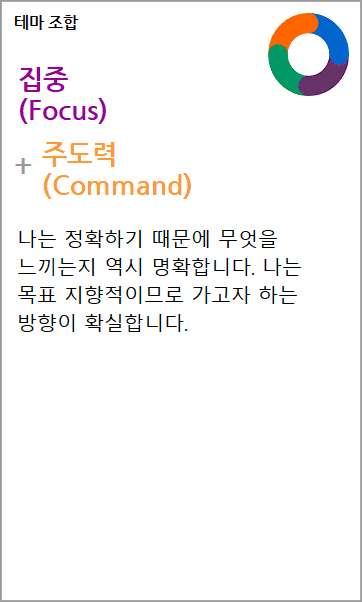 테마 조합
집중
(Focus)
+ 주도력
(Command)
나는 정확하기 때문에 무엇을
느끼는지 역시 명확합니다. 나는
목표 지향적이므로 가고자 하는
방향이 확실합니다.